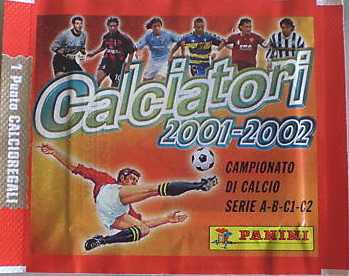 Calciatori
2001-2002
CAMPIONATO
DI CALCIO
SERIE A-B-C1-C2
PANINI
1 Punto CALCIOREGALI